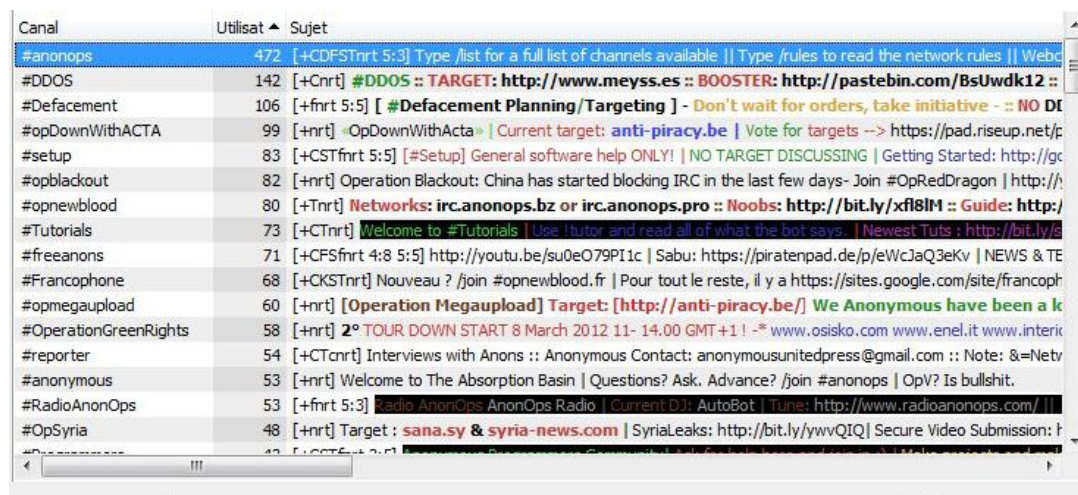 Canal Utilisat Sujet
#anonops 472 [+CDFSTnrt 5:3] Type /list for a full list of channels available || Type /rules to read the network rules || Webc
#DDOS 142 [+Cnrt] #DDOS :: TARGET: http://www.meyss.es :: BOOSTER: http://pastebin.com/BsUwdk12 ::
#Defacement 106 [+fnrt 5:5] [ #Defacement Planning/Targeting ] - Don't wait for orders, take initiative - :: NO DD
#opDownWithACTA 99 [+nrt] «OpDownWithActa» | Current target: anti-piracy.be | Vote for targets --> https://pad.riseup.net/p
#setup 83 [+CSTfnrt 5:5] [#Setup] General software help ONLY! | NO TARGET DISCUSSING | Getting Started: http://go
#opblackout 82 [+nrt] Operation Blackout: China has started blocking IRC in the last few days- Join #OpRedDragon | http://
#opnewblood 80 [+Tnrt] Networks: irc.anonops.bz or irc.anonops.pro :: Noobs: http://bit.ly/xfl8lM :: Guide: http:/
#Tutorials 73 [+CTnrt] Welcome to #Tutorials | Use !tutor and read all of what the bot says. | Newest Tuts : http://bit.ly/s
#freeanons 71 [+CFSfnrt 4:8 5:5] http://youtu.be/su0eO79PI1c | Sabu: https://piratenpad.de/p/eWcJaQ3eKv | NEWS & TE
#Francophone 68 [+CKSTnrt] Nouveau ? /join #opnewblood.fr | Pour tout le reste, il y a https://sites.google.com/site/francoph
#opmegaupload 60 [+nrt] [Operation Megaupload] Target: [http://anti-piracy.be/] We Anonymous have been a lo
#OperationGreenRights 58 [+nrt] 2° TOUR DOWN START 8 March 2012 11- 14.00 GMT+1 ! -* www.osisko.com www.enel.it www.interio
#reporter 54 [+CTcnrt] Interviews with Anons :: Anonymous Contact: anonymousunitedpress@gmail.com :: Note: &=Netw
#anonymous 53 [+nrt] Welcome to The Absorption Basin | Questions? Ask. Advance? /join #anonops | OpV? Is bullshit.
#RadioAnonOps 53 [+fnrt 5:3] Radio AnonOps AnonOps Radio | Current DJ: AutoBot | Tune: http://www.radioanonops.com/ ||
#OpSyria 48 [+nrt] Target : sana.sy & syria-news.com | SyriaLeaks: http://bit.ly/ywvQIQ| Secure Video Submission: h